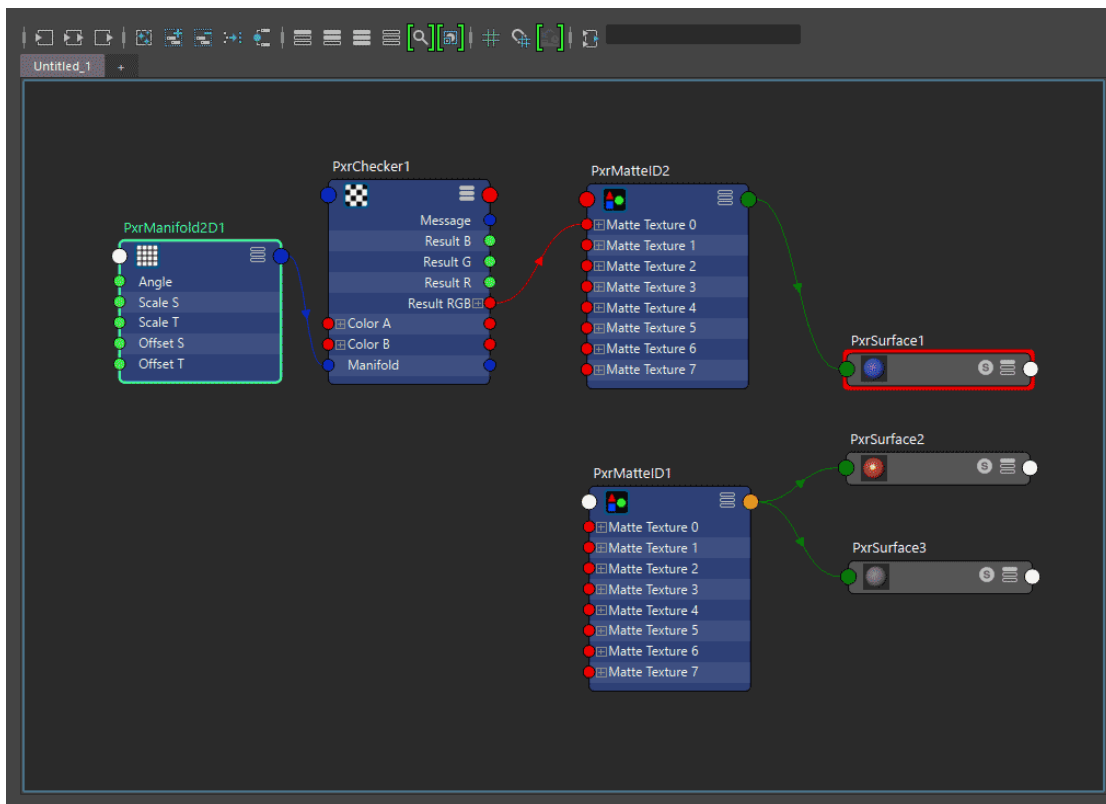 Untitled_1 +
PxrManifold2D1
Angle
Scale S
Scale T
Offset S
Offset T
PxrChecker1
Message
Result B
Result G
Result R
Result RGB
Color A
Color B
Manifold
PxrMatteID2
Matte Texture 0
Matte Texture 1
Matte Texture 2
Matte Texture 3
Matte Texture 4
Matte Texture 5
Matte Texture 6
Matte Texture 7
PxrSurface1
S
PxrMatteID1
Matte Texture 0
Matte Texture 1
Matte Texture 2
Matte Texture 3
Matte Texture 4
Matte Texture 5
Matte Texture 6
Matte Texture 7
PxrSurface2
S
PxrSurface3
S